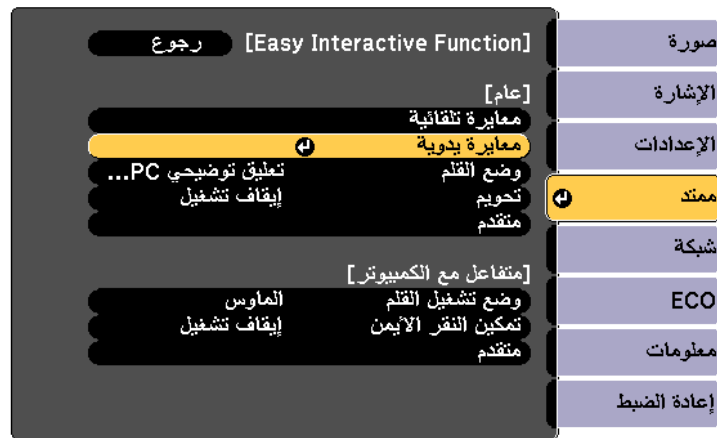 صورة
الإشارة
الإعدادات
ممتد
شبكة
ECO
معلومات
إعادة الضبط
[Easy Interactive Function] رجوع
[عام]
معايرة تلقائية
معايرة يدوية
وضع القلم تعليق توضيحي PC...
تحويم إيقاف تشغيل
متقدم
[متفاعل مع الكمبيوتر]
وضع تشغيل القلم الماوس
تمكين النقر الأيمن إيقاف تشغيل
متقدم